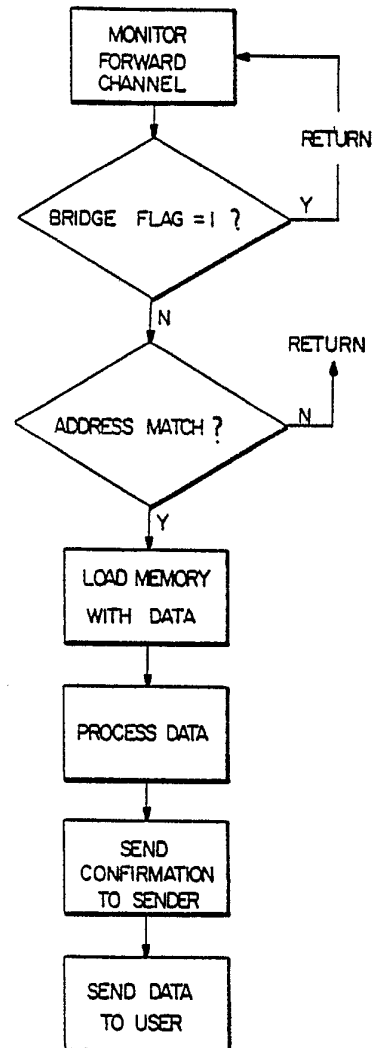 MONITOR
FORWARD
CHANNEL
RETURN
BRIDGE FLAG = 1 ?
Y
N
RETURN
ADDRESS MATCH ?
N
Y
LOAD MEMORY
WITH DATA
PROCESS DATA
SEND
CONFIRMATION
TO SENDER
SEND DATA
TO USER